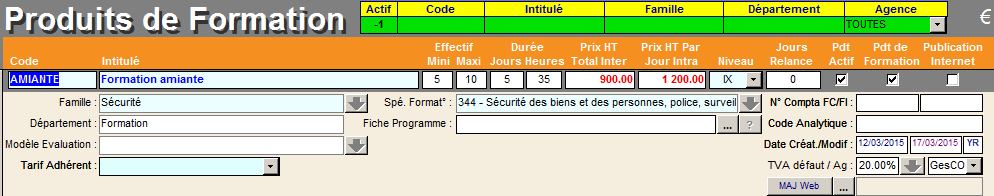 Produits de Formation
Actif Code Intitulé Famille Département Agence €
-1 TOUTES
Effectif Durée Prix HT Prix HT Par Jours Pdt Pdt de Publication
Code Intitulé Mini Maxi Jours Heures Total Inter Jour Intra Niveau Relance Actif Formation Internet
AMIANTE Formation amiante 5 10 5 35 900.00 1 200.00 IX 0
Famille : Sécurité Spé. Format° : 344 - Sécurité des biens et des personnes, police, surveil N° Compta FC/FI :
Département : Formation Fiche Programme : ... ? Code Analytique :
Modèle Evaluation : Date Créat./Modif : 12/03/2015 17/03/2015 YR
Tarif Adhérent : TVA défaut / Ag : 20.00% GesCO
MAJ Web ...